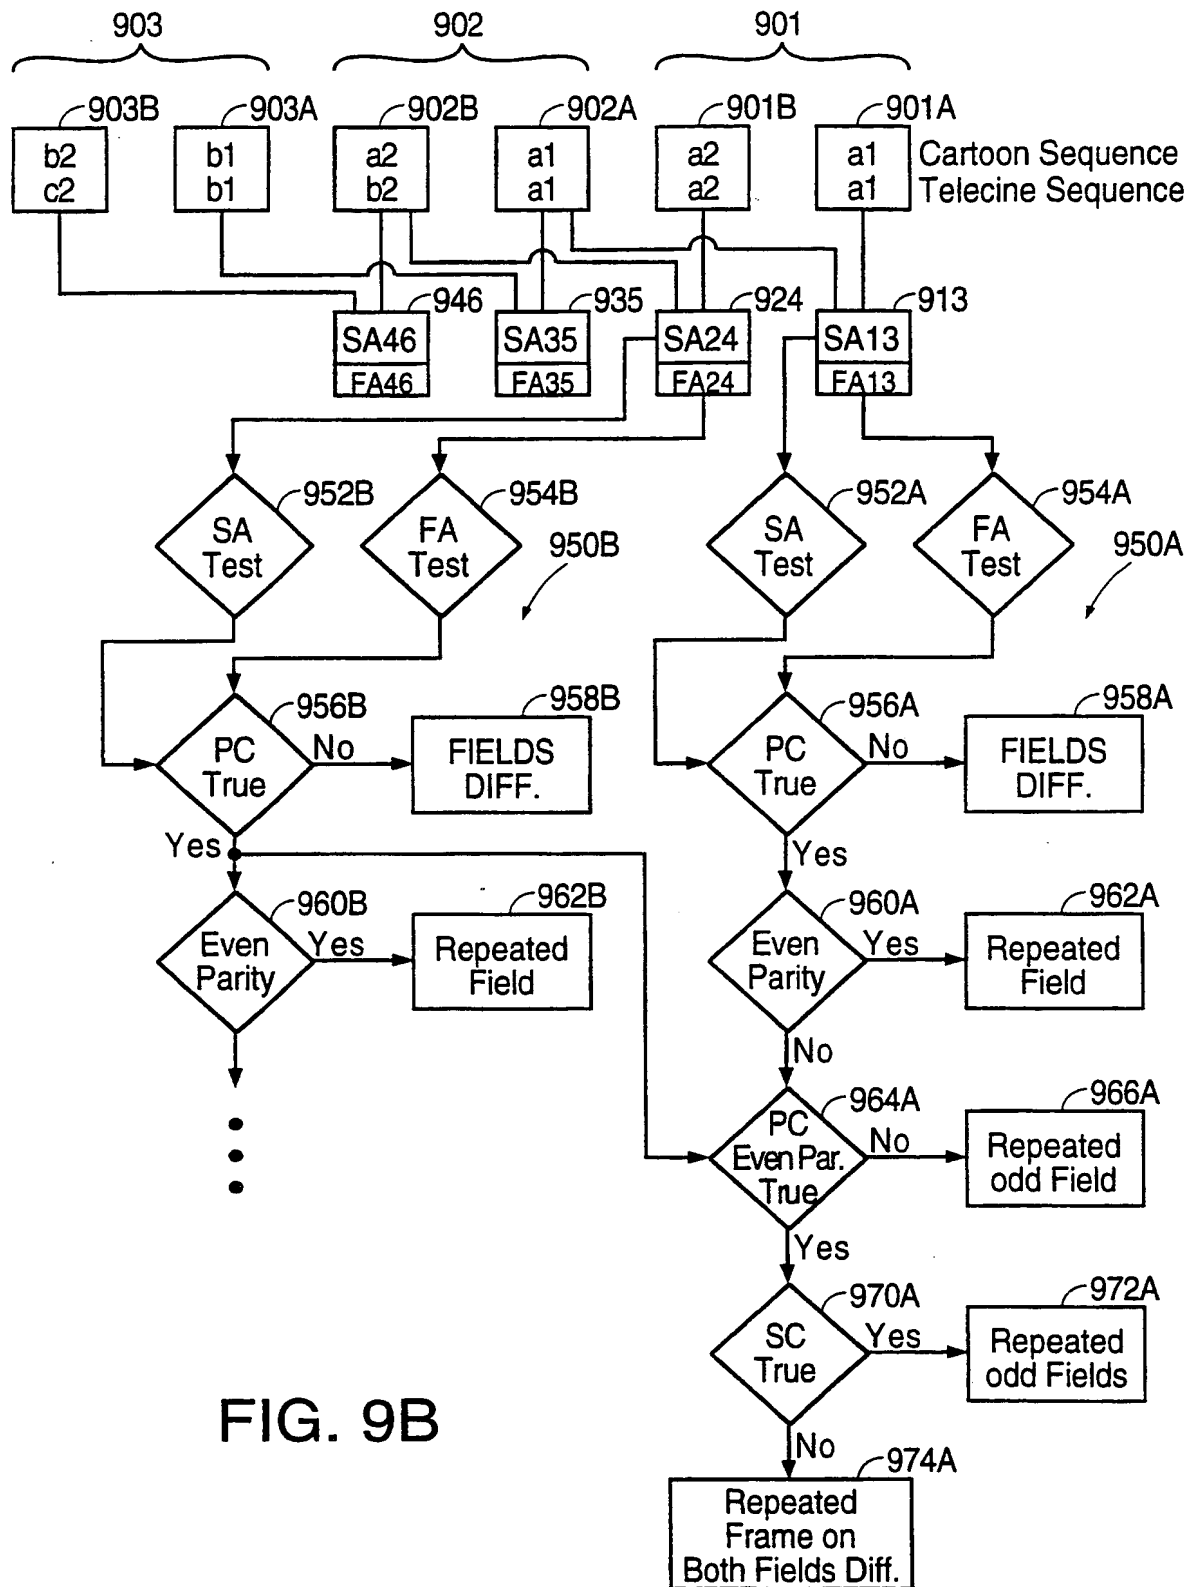 903 902 901
903B 903A 902B 902A 901B 901A
b2 b1 a2 a1 a2 a1 Cartoon Sequence
c2 b1 b2 a1 a2 a1 Telecine Sequence
946 935 924 913
SA46 SA35 SA24 SA13
FA46 FA35 FA24 FA13
952B 954B 952A 954A
SA FA SA FA
Test Test Test Test
950B 950A
956B 958B 956A 958A
PC No FIELDS PC No FIELDS
True DIFF. True DIFF.
Yes Yes
960B 962B 960A 962A
Even Yes Repeated Even Yes Repeated
Parity Field Parity Field
No
964A 966A
PC No Repeated
Even Par. odd Field
True
Yes
970A 972A
SC Yes Repeated
True odd Fields
FIG. 9B
No
974A
Repeated
Frame on
Both Fields Diff.